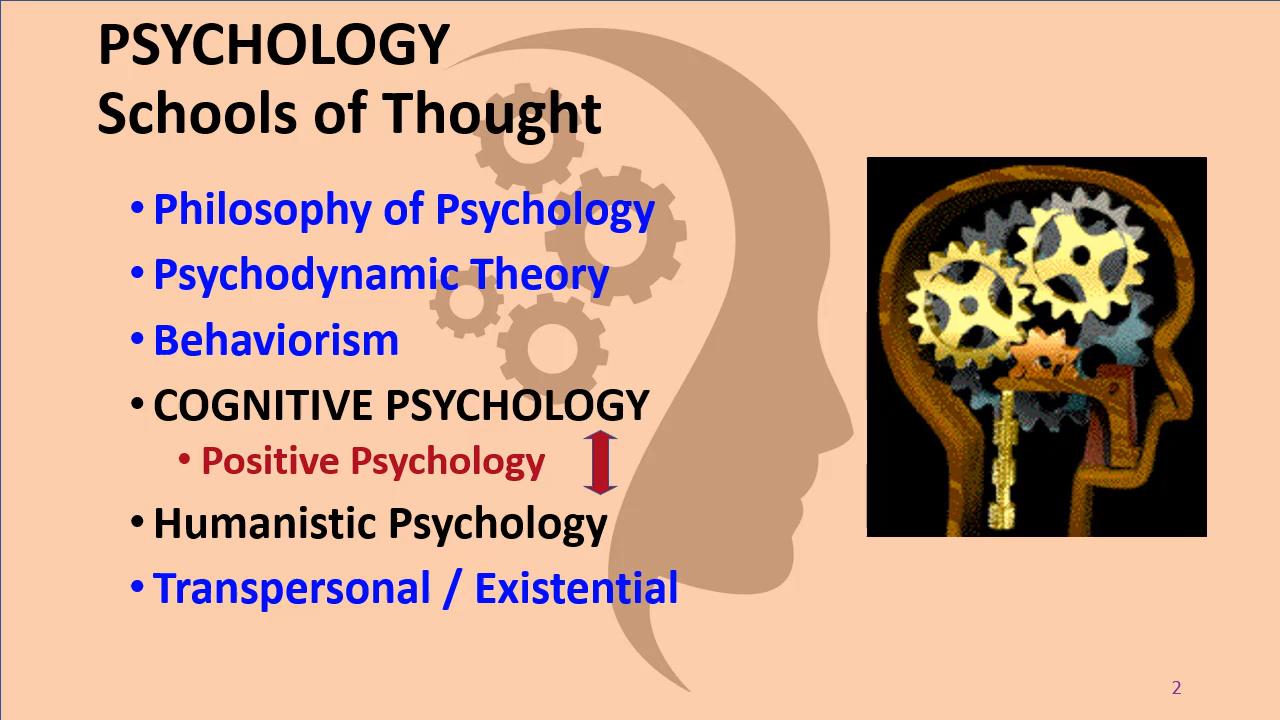 PSYCHOLOGY
Schools of Thought
• Philosophy of Psychology
• Psychodynamic Theory
• Behaviorism
• COGNITIVE PSYCHOLOGY
• Positive Psychology
• Humanistic Psychology
• Transpersonal / Existential
2